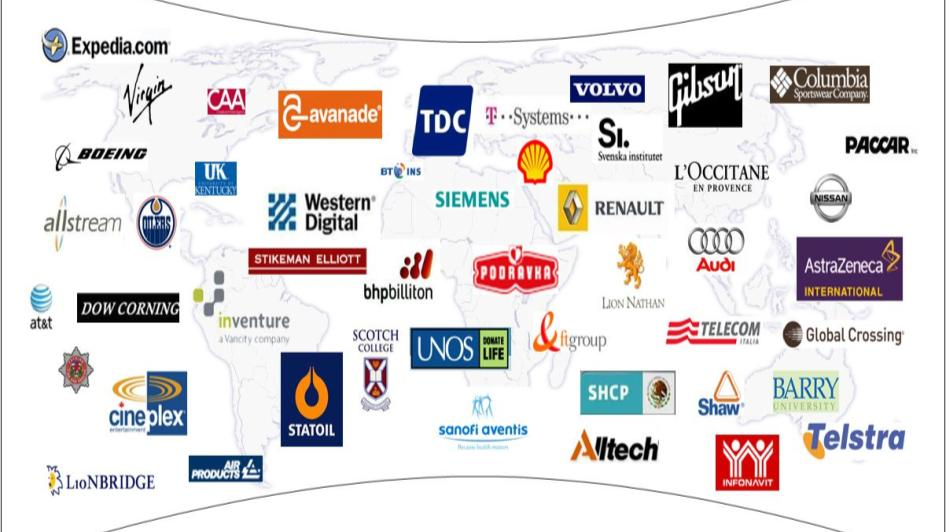 Expedia.com
Virgin
CAA
avanade
TDC
T · · Systems · · ·
VOLVO
Gibson
Columbia
Sportswear Company
Si.
Svenska institutet
BOEING
PACCAR Inc
UK
UNIVERSITY OF
KENTUCKY
BT INS
L'OCCITANE
EN PROVENCE
NISSAN
SIEMENS
Western
Digital
RENAULT
allstream
OILERS
Audi
AstraZeneca
INTERNATIONAL
STIKEMAN ELLIOTT
bhpbilliton
PODRAVKA
LION NATHAN
at&t
DOW CORNING
inventure
a Vancity company
SCOTCH
COLLEGE
UNOS
DONATE
LIFE
& ftgroup
TELECOM
ITALIA
Global Crossing
cineplex
entertainment
STATOIL
SHCP
Shaw
BARRY
UNIVERSITY
sanofi aventis
Because health matters
Alltech
Telstra
INFONAVIT
LIONBRIDGE
AIR
PRODUCTS